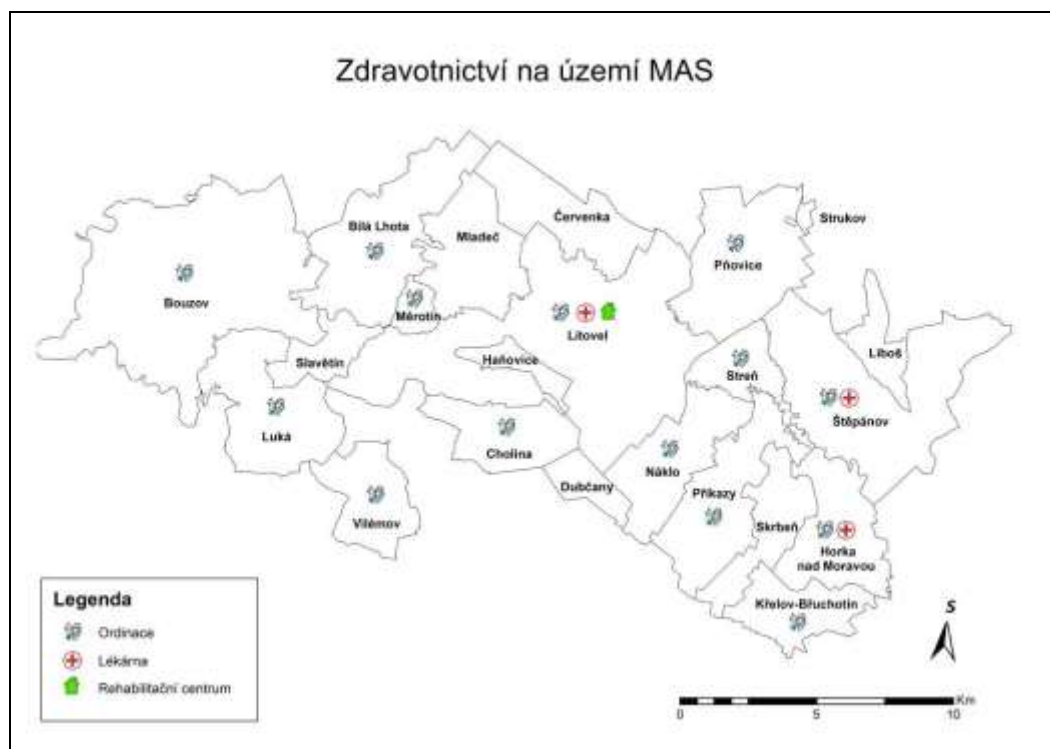 Zdravotnictví na území MAS
Červenka
Strukov
Bílá Lhota
Mladeč
Pňovice
Bouzov
Měrotín
Litovel
Slavětín
Haňovice
Liboš
Střeň
Štěpánov
Luká
Cholina
Náklo
Dubčany
Příkazy
Vilémov
Skrbeň
Horka
nad Moravou
Křelov-Břuchotín
Legenda
Ordinace
Lékárna
Rehabilitační centrum
S
Km
0 5 10